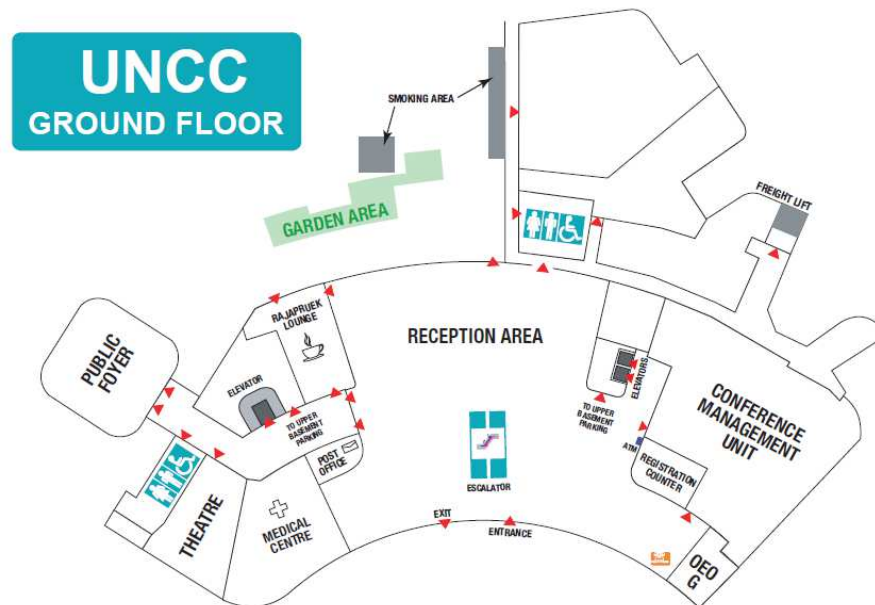 UNCC
GROUND FLOOR
SMOKING AREA
GARDEN AREA
FREIGHT LIFT
RAJAPRUEK
LOUNGE
RECEPTION AREA
PUBLIC
FOYER
ELEVATOR
ELEVATORS
TO UPPER
BASEMENT
PARKING
TO UPPER
BASEMENT
PARKING
CONFERENCE
MANAGEMENT
UNIT
POST
OFFICE
ATM
REGISTRATION
COUNTER
ESCALATOR
THEATRE
MEDICAL
CENTRE
EXIT
ENTRANCE
OEO
G